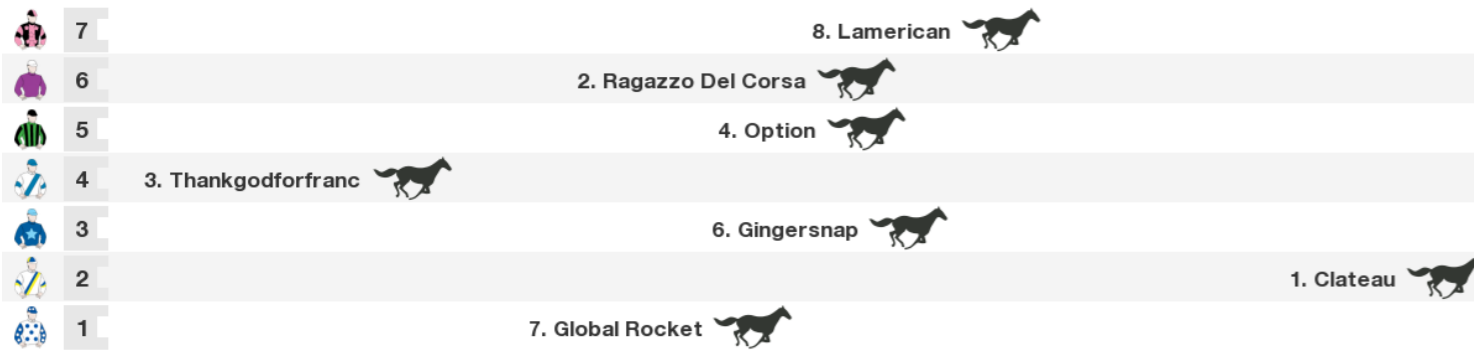 7 8. Lamerican
6 2. Ragazzo Del Corsa
5 4. Option
4 3. Thankgodforfranc
3 6. Gingersnap
2 1. Clateau
1 7. Global Rocket